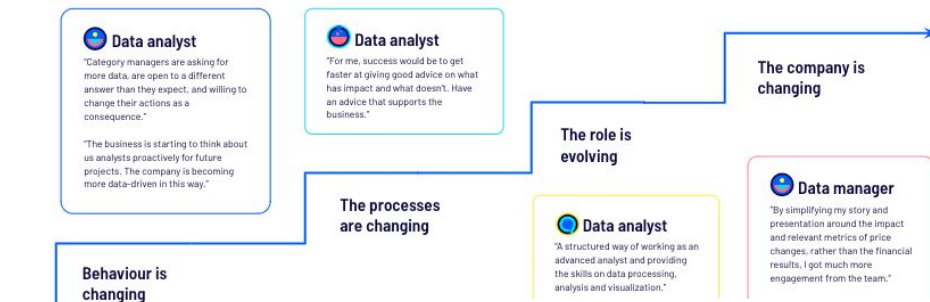 Data analyst
"Category managers are asking for
more data, are open to a different
answer than they expect, and willing to
change their actions as a
consequence."
"The business is starting to think about
us analysts proactively for future
projects. The company is becoming
more data-driven in this way."
Data analyst
"For me, success would be to get
faster at giving good advice on what
has impact and what doesn't. Have
an advice that supports the
business."
The company is
changing
The role is
evolving
The processes
are changing
Behaviour is
changing
Data analyst
"A structured way of working as an
advanced analyst and providing
the skills on data processing,
analysis and visualization."
Data manager
"By simplifying my story and
presentation around the impact
and relevant metrics of price
changes, rather than the financial
results, I got much more
engagement from the team."